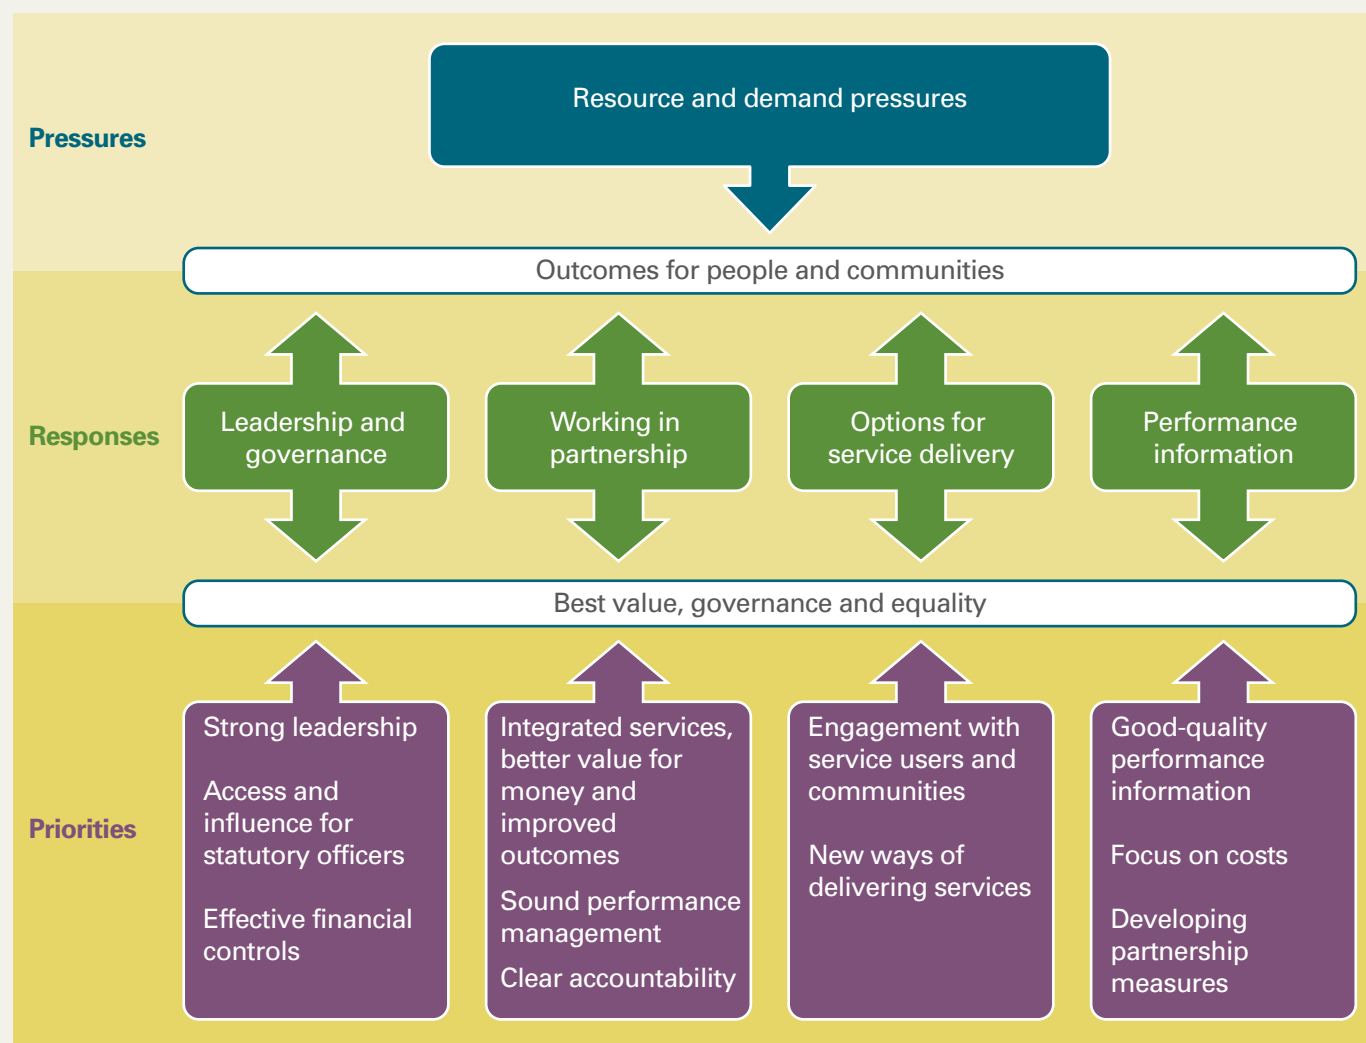 Resource and demand pressures
Pressures
Outcomes for people and communities
Responses
Leadership and
governance
Working in
partnership
Options for
service delivery
Performance
information
Best value, governance and equality
Priorities
Strong leadership
Access and
influence for
statutory officers
Effective financial
controls
Integrated services,
better value for
money and
improved
outcomes
Sound performance
management
Clear accountability
Engagement with
service users and
communities
New ways of
delivering services
Good-quality
performance
information
Focus on costs
Developing
partnership
measures